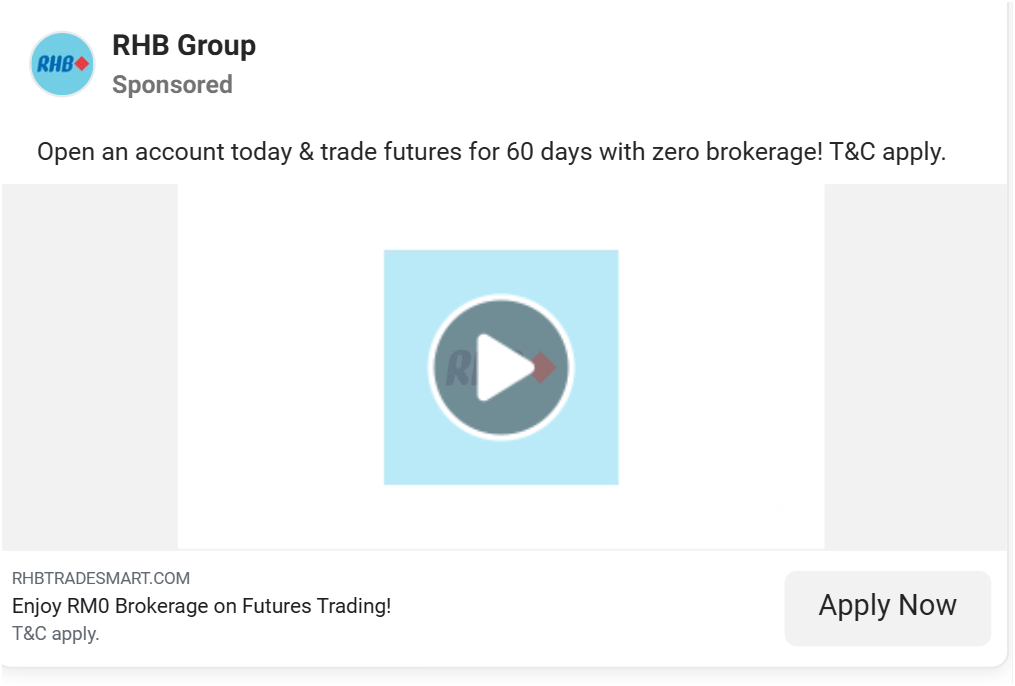 RHB
RHB Group
Sponsored
Open an account today & trade futures for 60 days with zero brokerage! T&C apply.
RHBTRADESMART.COM
Enjoy RM0 Brokerage on Futures Trading!
T&C apply.
Apply Now